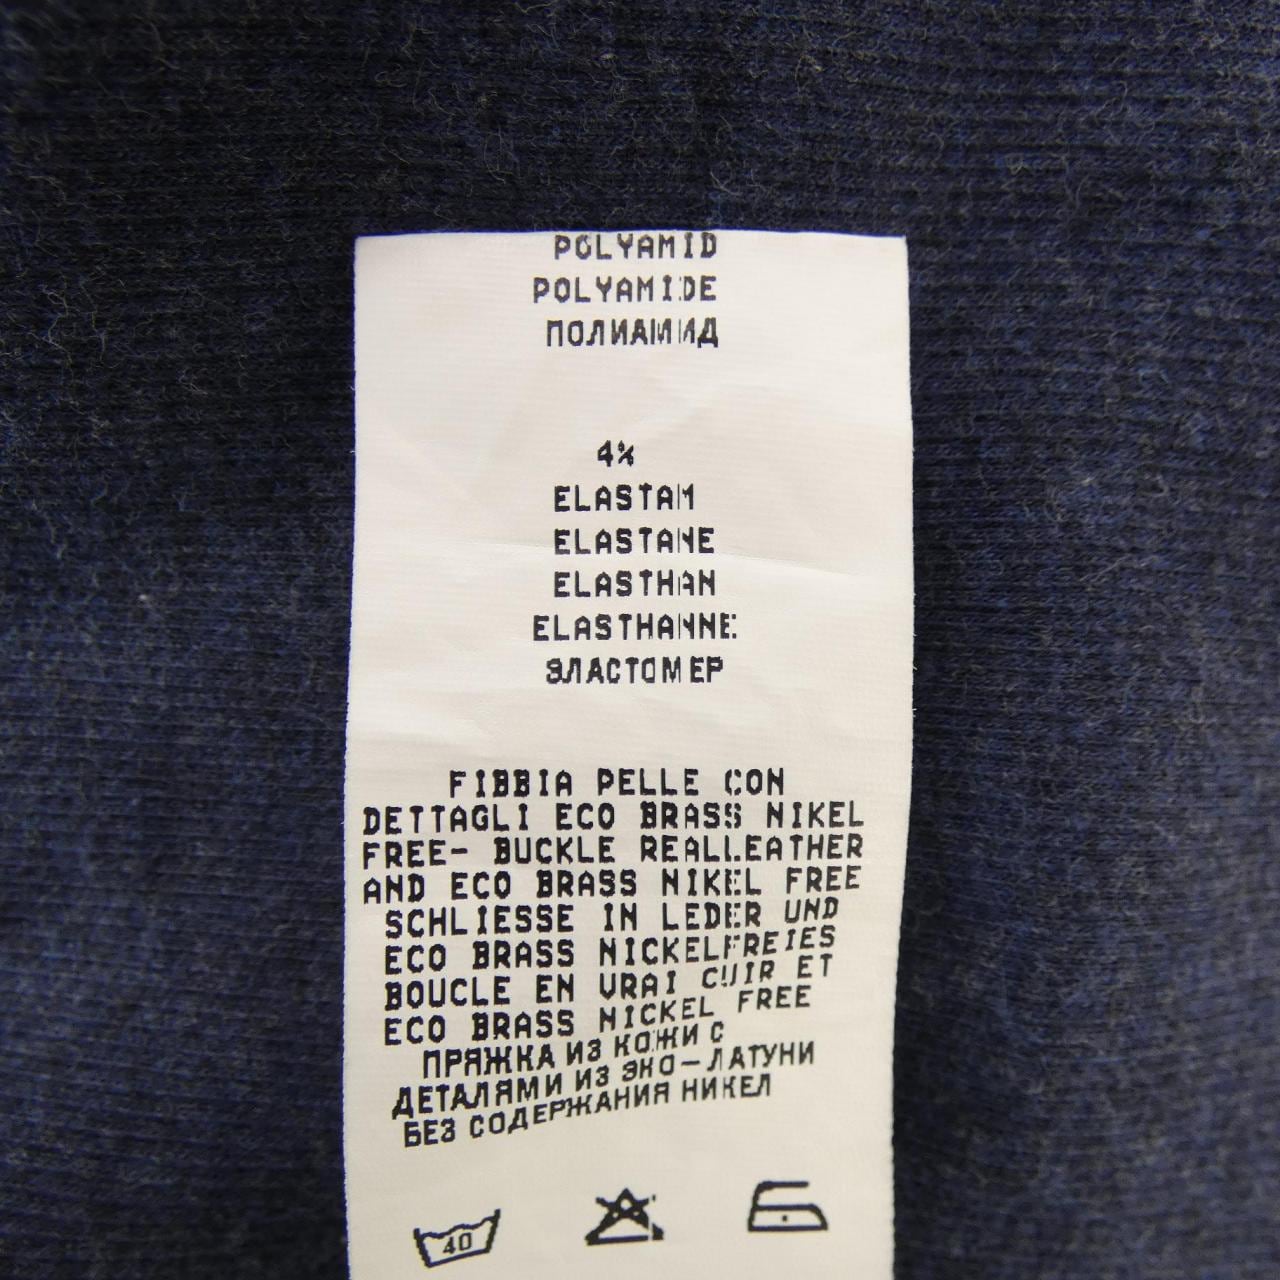 POLYAMID
POLYAMIDE
ПОЛИАМИД
4%
ELASTAM
ELASTANE
ELASTHAN
ELASTHANNE
ЭЛАСТОМЕР
FIBBIA PELLE CON
DETTAGLI ECO BRASS NIKEL
FREE- BUCKLE REALLEATHER
AND ECO BRASS NIKEL FREE
SCHLIESSE IN LEDER UND
ECO BRASS NICKELFREIES
BOUCLE EN VRAI CUIR ET
ECO BRASS NICKEL FREE
ПРЯЖКА ИЗ КОЖИ С
ДЕТАЛЯМИ ИЗ ЭКО-ЛАТУНИ
БЕЗ СОДЕРЖАНИЯ НИКЕЛ
40